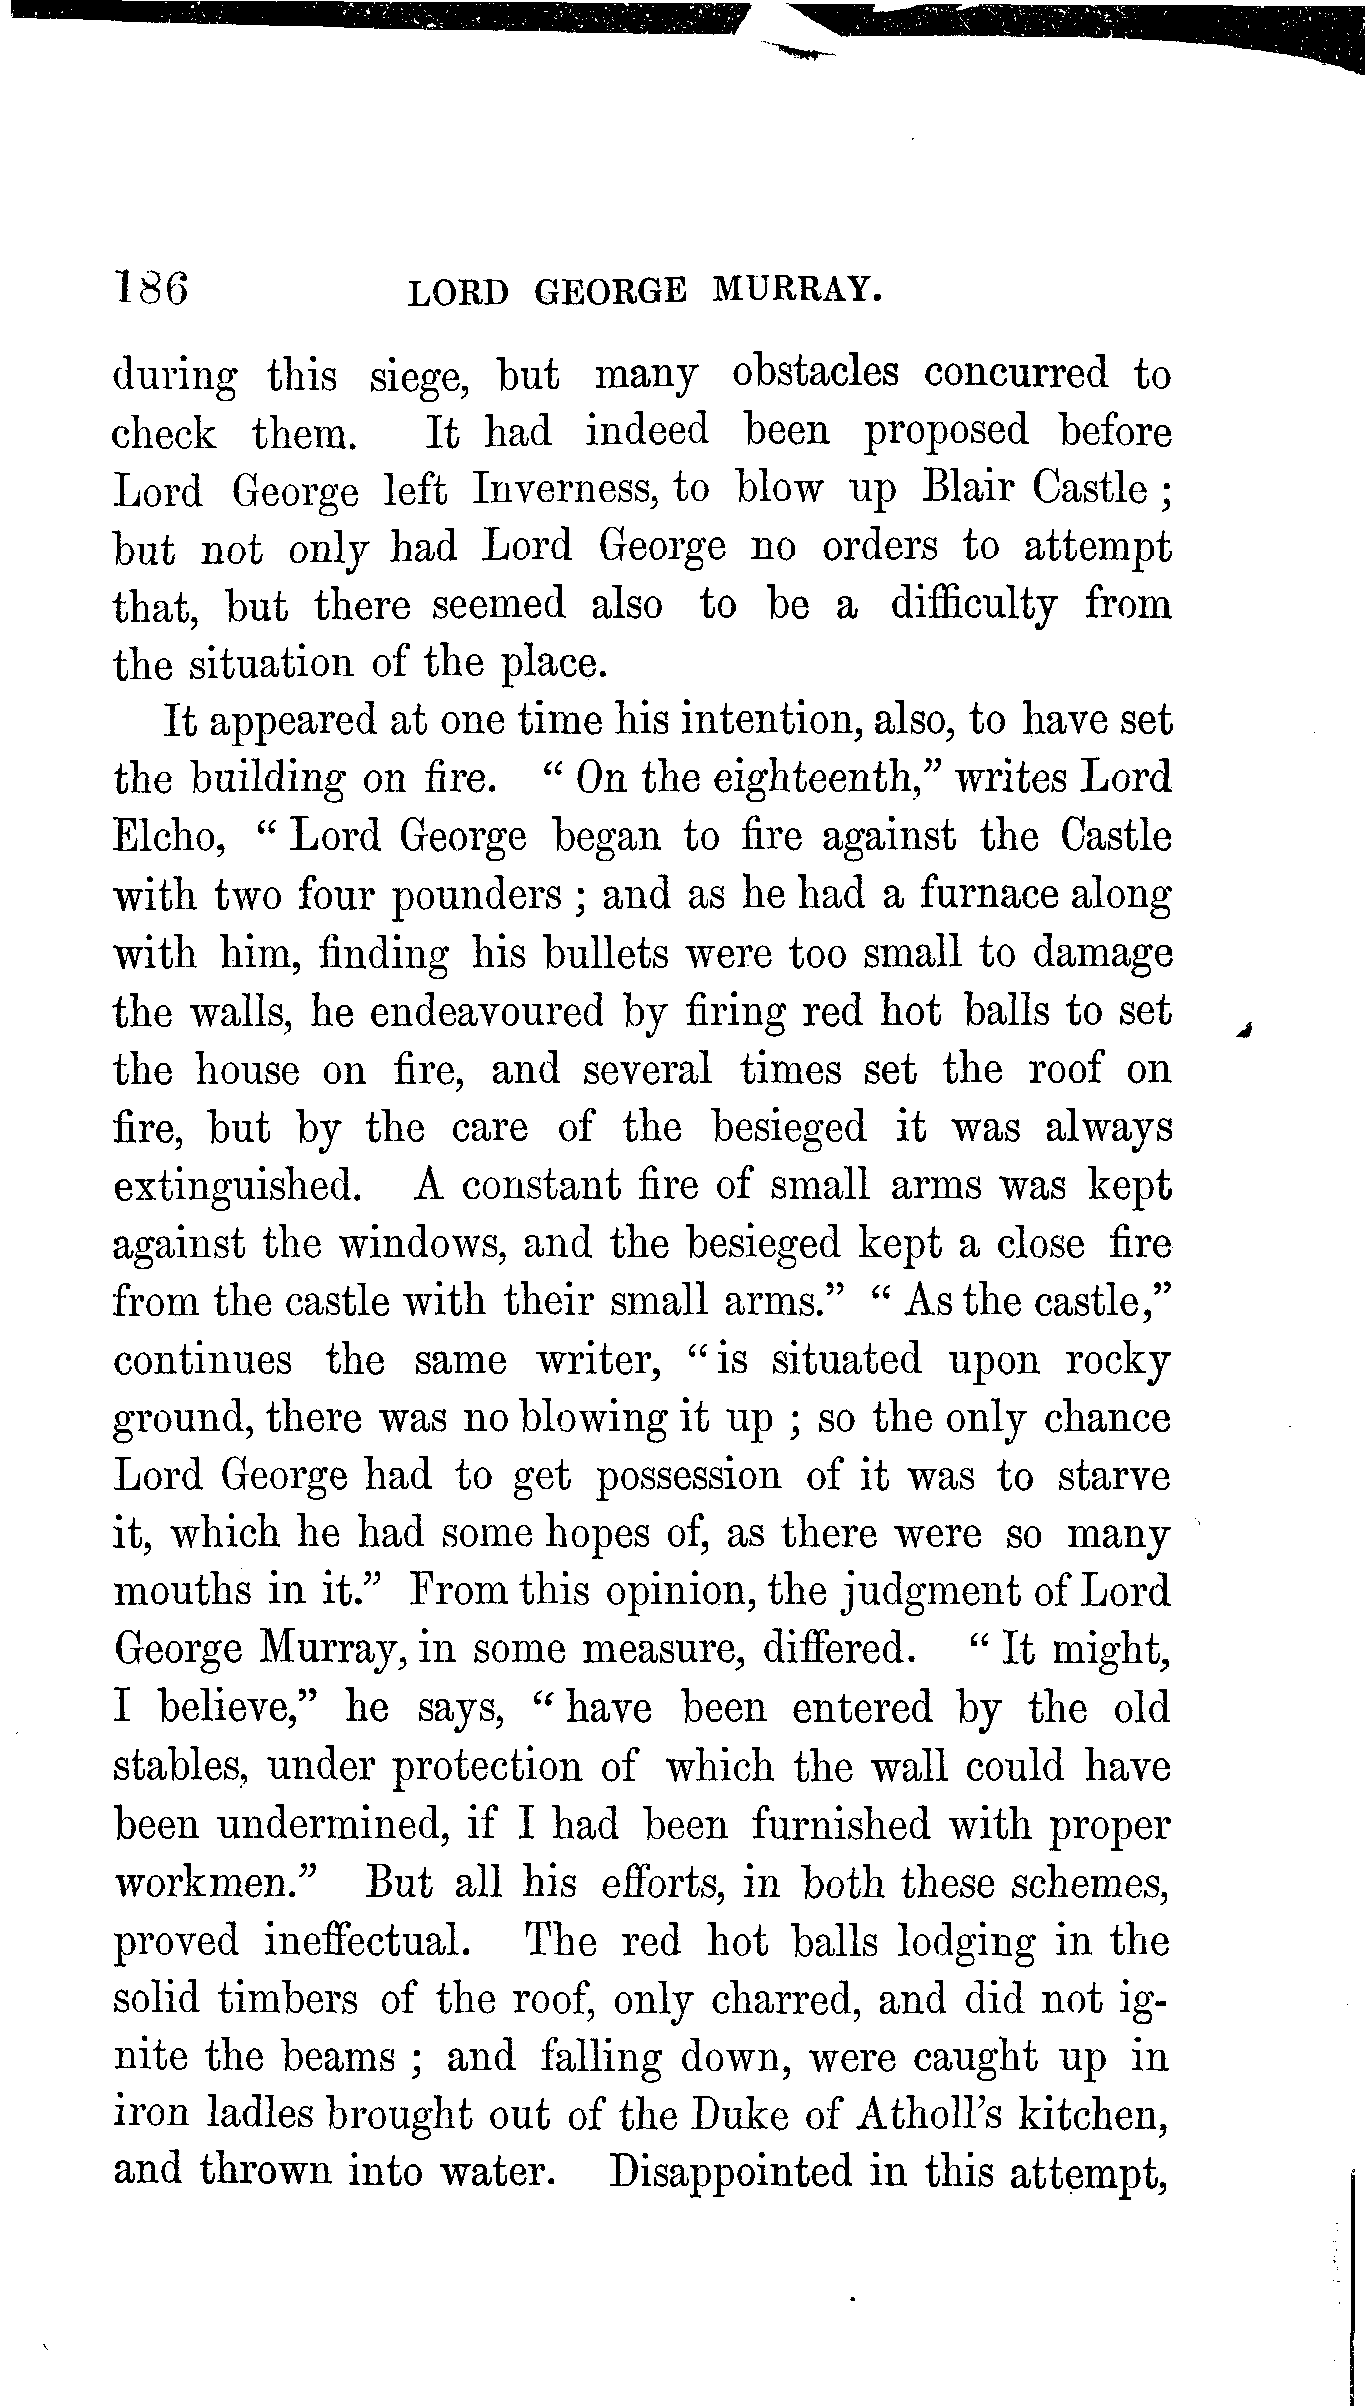 186 LORD GEORGE MURRAY.
during this siege, but many obstacles concurred to
check them. It had indeed been proposed before
Lord George left Inverness, to blow up Blair Castle ;
but not only had Lord George no orders to attempt
that, but there seemed also to be a difficulty from
the situation of the place.
It appeared at one time his intention, also, to have set
the building on fire. “ On the eighteenth,” writes Lord
Elcho, “ Lord George began to fire against the Castle
with two four pounders ; and as he had a furnace along
with him, finding his bullets were too small to damage
the walls, he endeavoured by firing red hot balls to set
the house on fire, and several times set the roof on
fire, but by the care of the besieged it was always
extinguished. A constant fire of small arms was kept
against the windows, and the besieged kept a close fire
from the castle with their small arms.” “ As the castle,”
continues the same writer, “ is situated upon rocky
ground, there was no blowing it up ; so the only chance
Lord George had to get possession of it was to starve
it, which he had some hopes of, as there were so many
mouths in it.” From this opinion, the judgment of Lord
George Murray, in some measure, differed. “ It might,
I believe,” he says, “ have been entered by the old
stables, under protection of which the wall could have
been undermined, if I had been furnished with proper
workmen.” But all his efforts, in both these schemes,
proved ineffectual. The red hot balls lodging in the
solid timbers of the roof, only charred, and did not ig-
nite the beams ; and falling down, were caught up in
iron ladles brought out of the Duke of Atholl’s kitchen,
and thrown into water. Disappointed in this attempt,